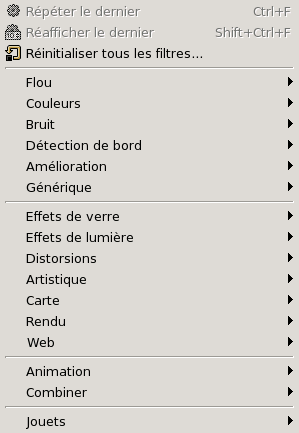 Répéter le dernier Ctrl+F
Réafficher le dernier Shift+Ctrl+F
Réinitialiser tous les filtres...
Flou
Couleurs
Bruit
Détection de bord
Amélioration
Générique
Effets de verre
Effets de lumière
Distorsions
Artistique
Carte
Rendu
Web
Animation
Combiner
Jouets